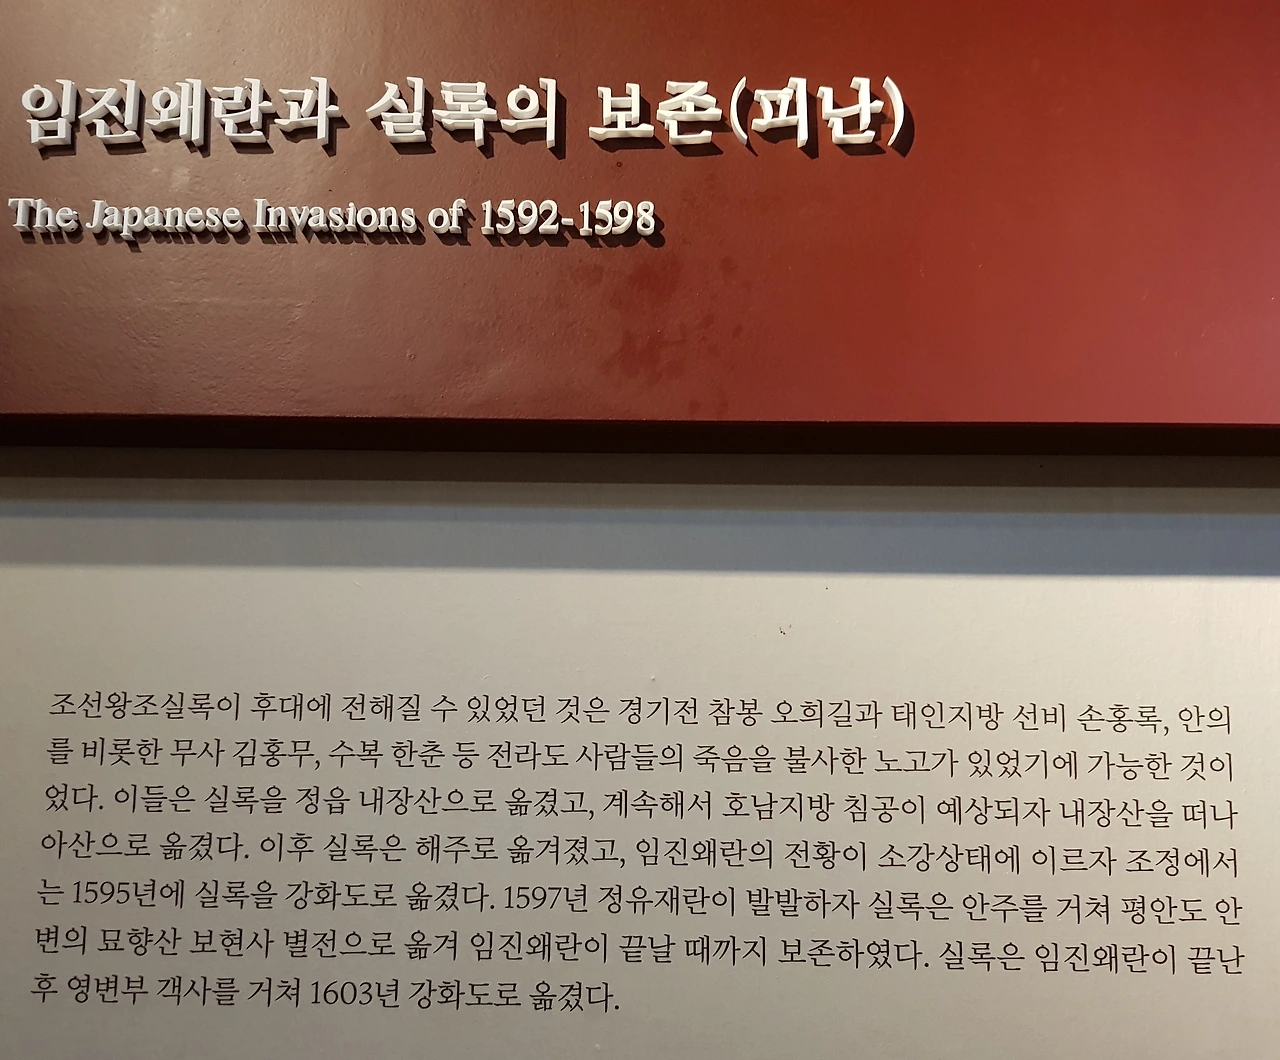 임진왜란과 실록의 보존(피난)
The Japanese Invasions of 1592-1598
조선왕조실록이 후대에 전해질 수 있었던 것은 경기전 참봉 오희길과 태인지방 선비 손홍록, 안의
를 비롯한 무사 김홍무, 수복 한춘 등 전라도 사람들의 죽음을 불사한 노고가 있었기에 가능한 것이
었다. 이들은 실록을 정읍 내장산으로 옮겼고, 계속해서 호남지방 침공이 예상되자 내장산을 떠나
아산으로 옮겼다. 이후 실록은 해주로 옮겨졌고, 임진왜란의 전황이 소강상태에 이르자 조정에서
는 1595년에 실록을 강화도로 옮겼다. 1597년 정유재란이 발발하자 실록은 안주를 거쳐 평안도 안
변의 묘향산 보현사 별전으로 옮겨 임진왜란이 끝날 때까지 보존하였다. 실록은 임진왜란이 끝난
후 영변부 객사를 거쳐 1603년 강화도로 옮겼다.